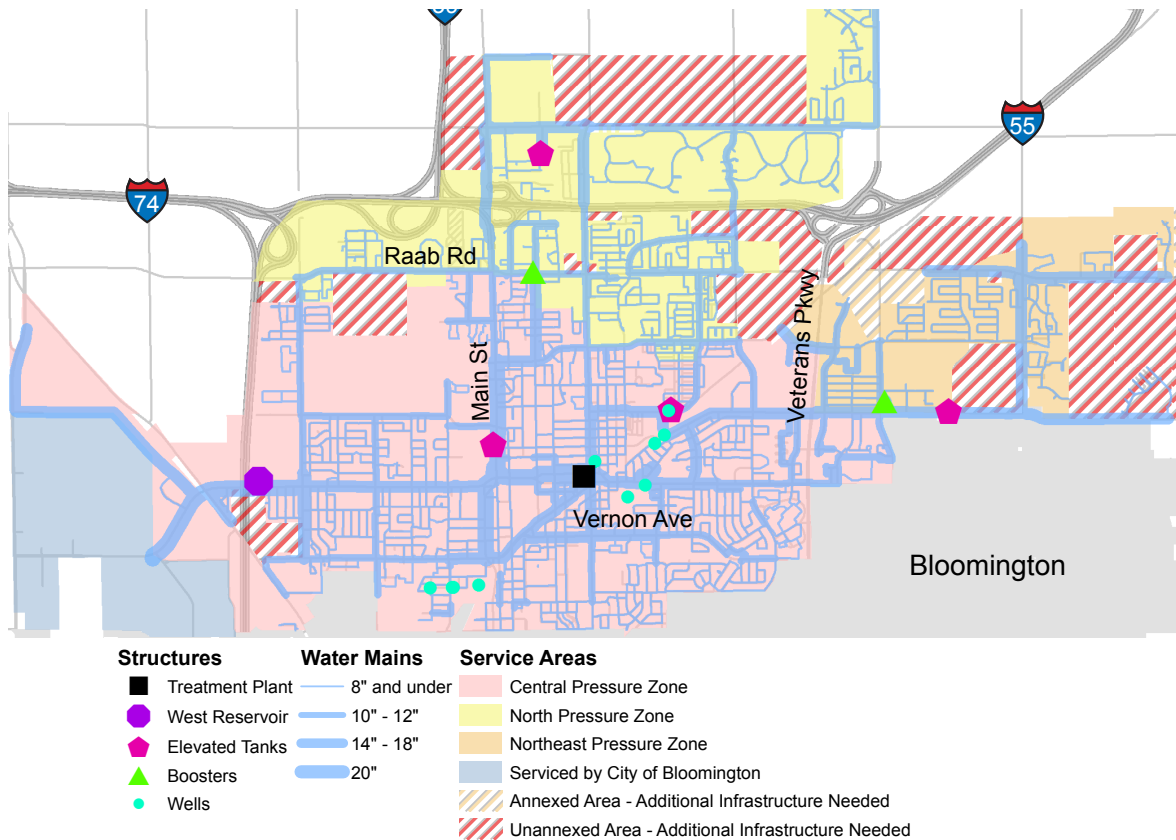 55
74
Raab Rd
Main St
Veterans Pkwy
Vernon Ave
Bloomington
Structures
Treatment Plant
West Reservoir
Elevated Tanks
Boosters
Wells
Water Mains
8" and under
10" - 12"
14" - 18"
20"
Service Areas
Central Pressure Zone
North Pressure Zone
Northeast Pressure Zone
Serviced by City of Bloomington
Annexed Area - Additional Infrastructure Needed
Unannexed Area - Additional Infrastructure Needed